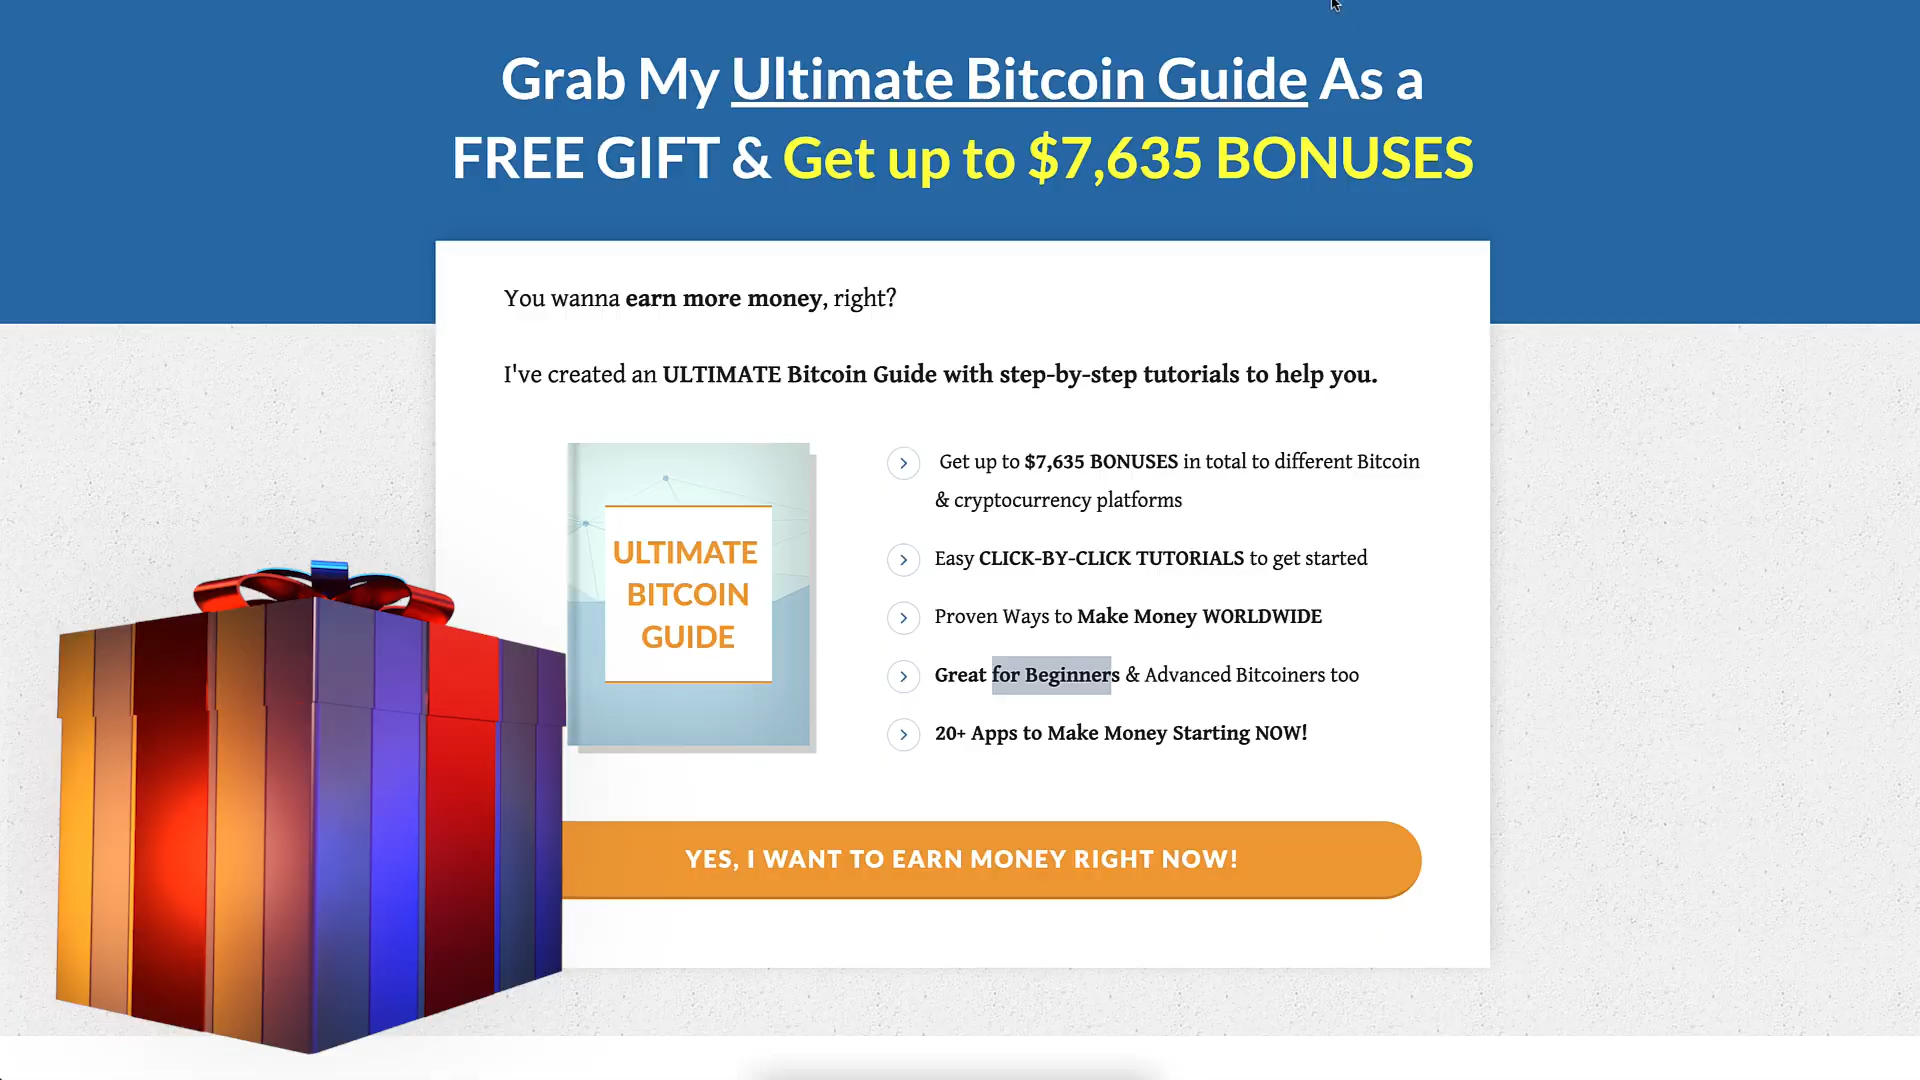 Grab My Ultimate Bitcoin Guide As a
FREE GIFT & Get up to $7,635 BONUSES
You wanna earn more money, right?
I've created an ULTIMATE Bitcoin Guide with step-by-step tutorials to help you.
ULTIMATE
BITCOIN
GUIDE
Get up to $7,635 BONUSES in total to different Bitcoin
& cryptocurrency platforms
Easy CLICK-BY-CLICK TUTORIALS to get started
Proven Ways to Make Money WORLDWIDE
Great for Beginners & Advanced Bitcoiners too
20+ Apps to Make Money Starting NOW!
YES, I WANT TO EARN MONEY RIGHT NOW!